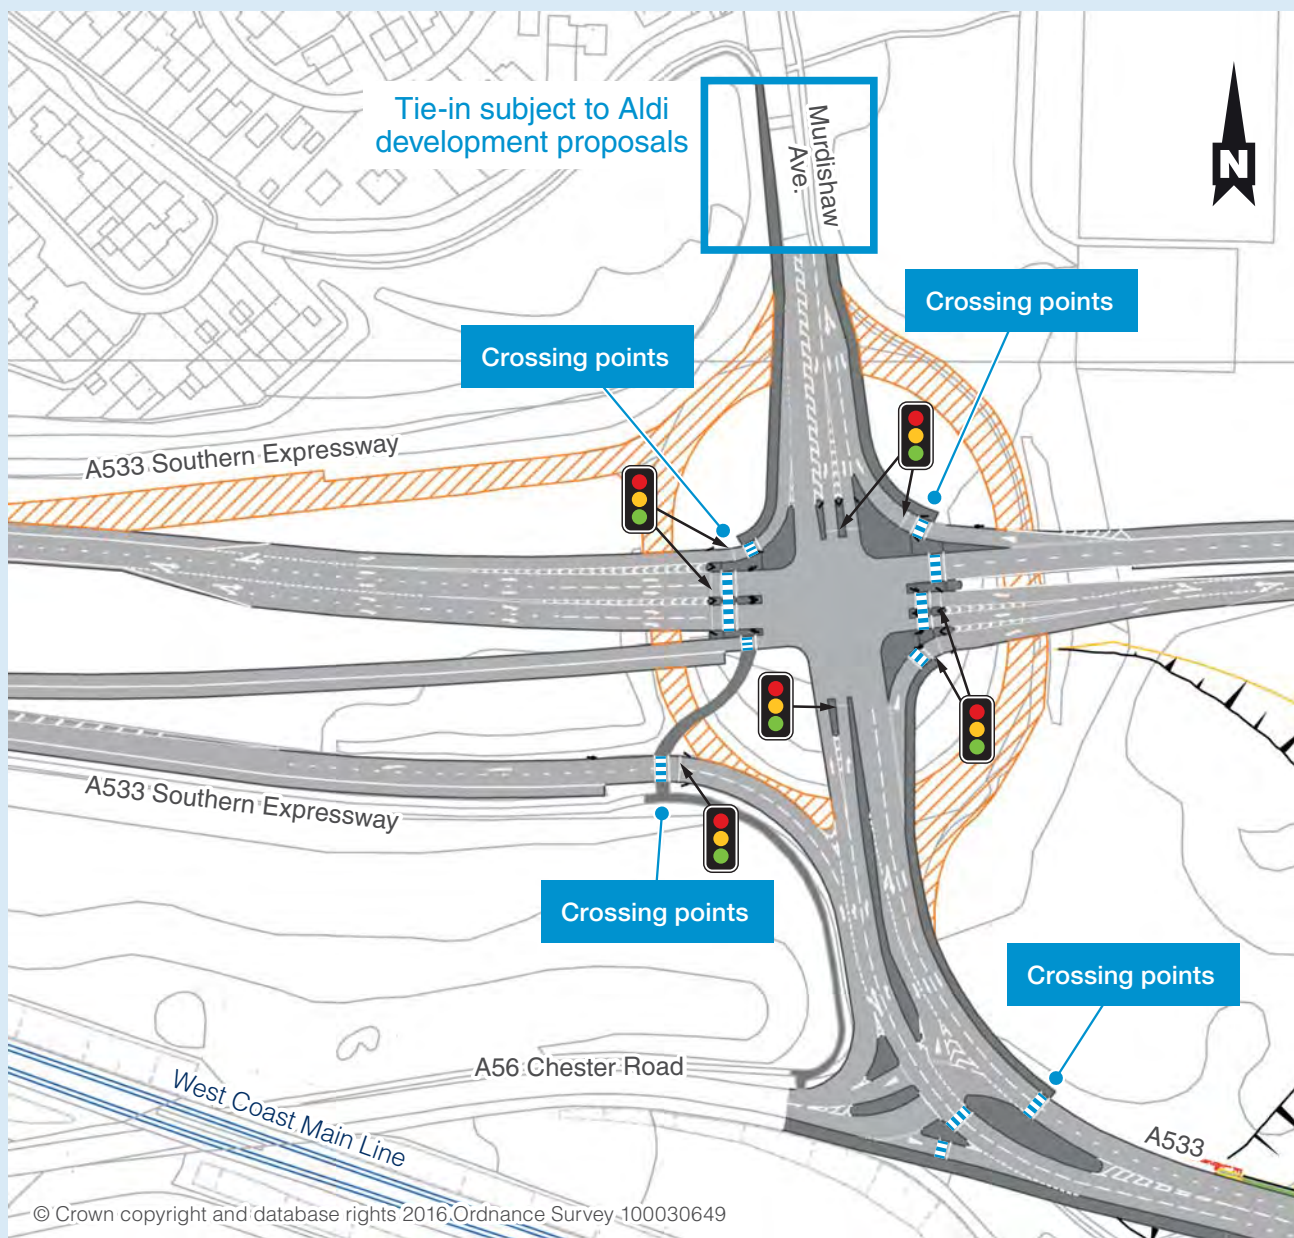 Tie-in subject to Aldi
development proposals
Murdishaw
Ave.
N
Crossing points
Crossing points
A533 Southern Expressway
A533 Southern Expressway
Crossing points
Crossing points
A56 Chester Road
West Coast Main Line
A533
© Crown copyright and database rights 2016 Ordnance Survey 100030649